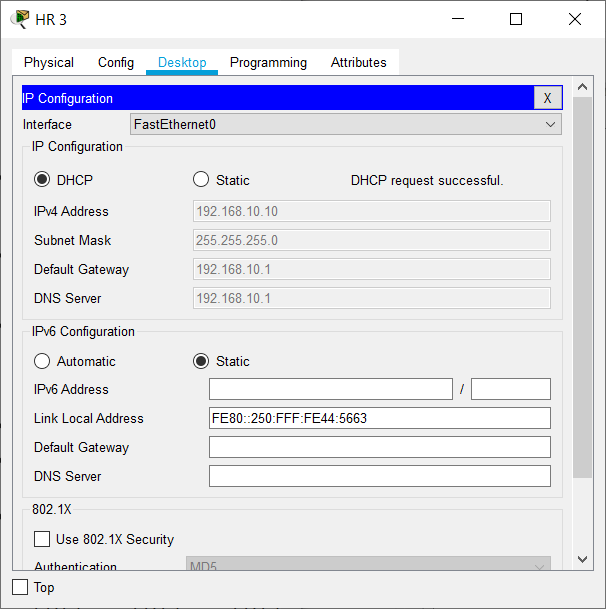 HR 3
Physical Config Desktop Programming Attributes
IP Configuration X
Interface FastEthernet0
IP Configuration
DHCP Static DHCP request successful.
IPv4 Address 192.168.10.10
Subnet Mask 255.255.255.0
Default Gateway 192.168.10.1
DNS Server 192.168.10.1
IPv6 Configuration
Automatic Static
IPv6 Address /
Link Local Address FE80::250:FFF:FE44:5663
Default Gateway
DNS Server
802.1X
Use 802.1X Security
Authentication MD5
Top